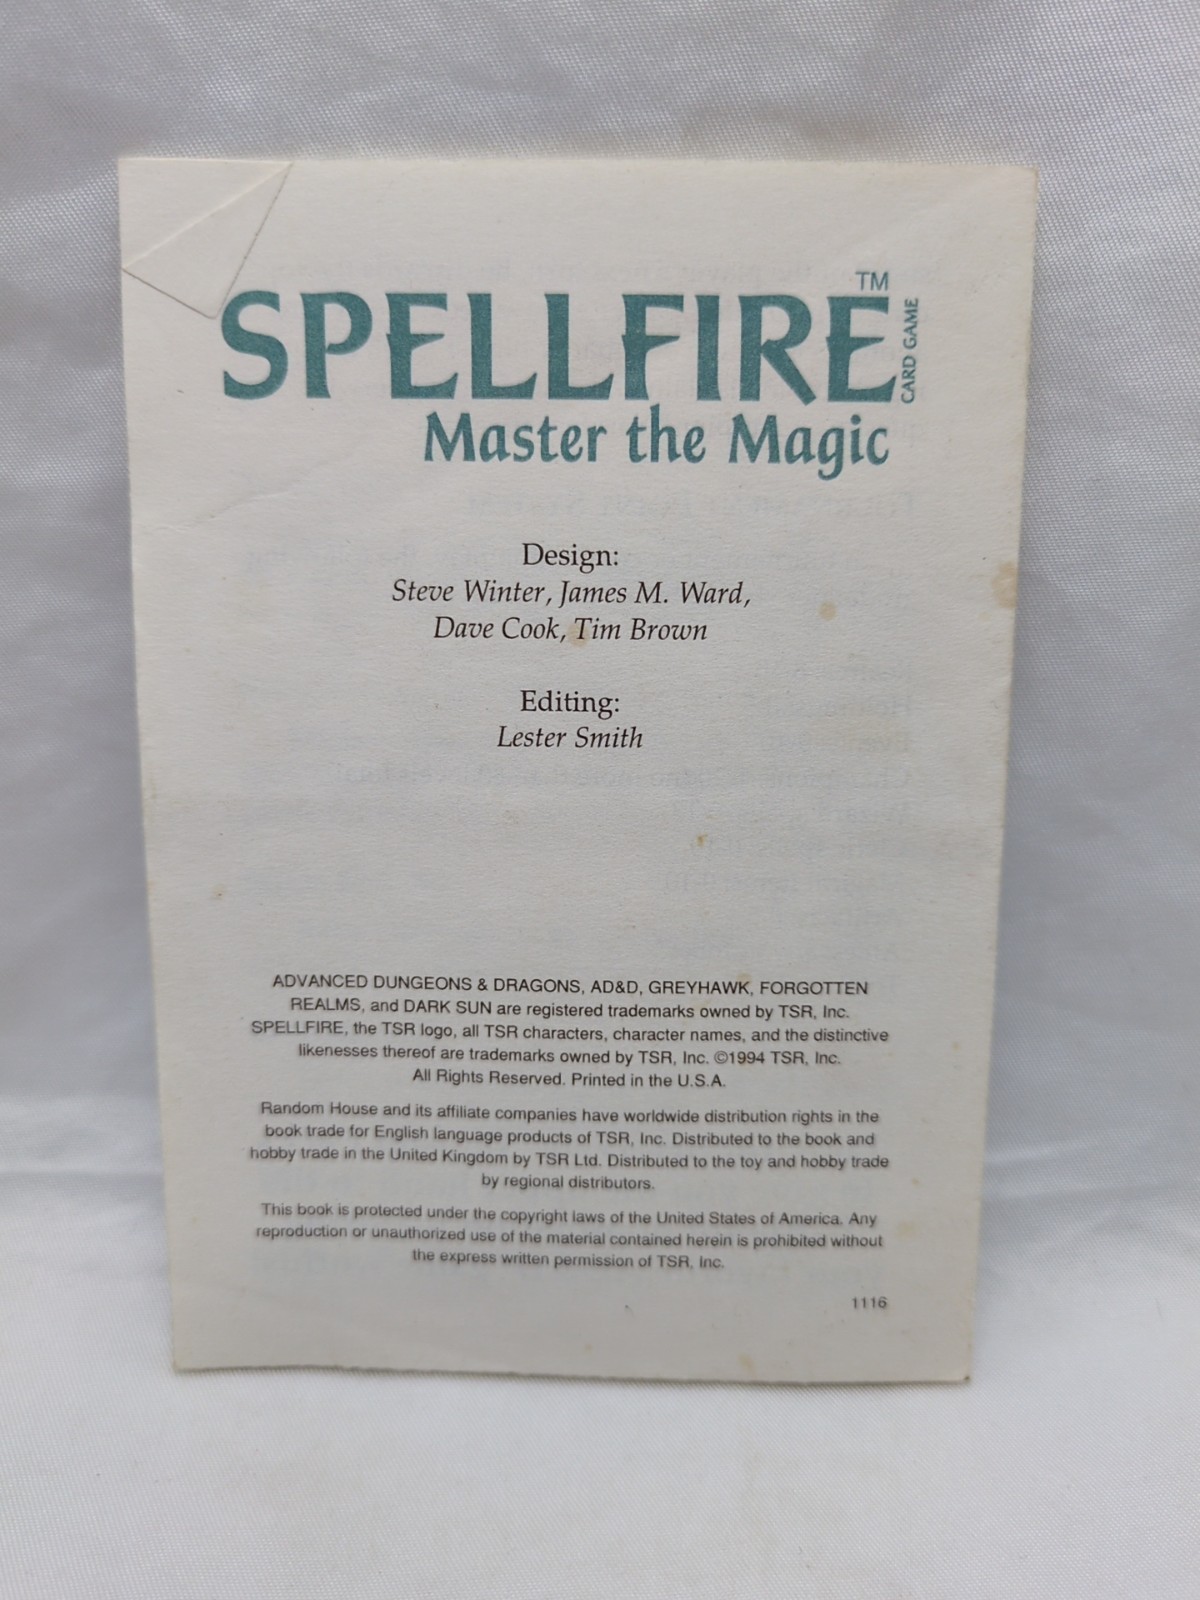 SPELLFIRE™
CARD GAME
Master the Magic
Design:
Steve Winter, James M. Ward,
Dave Cook, Tim Brown
Editing:
Lester Smith
ADVANCED DUNGEONS & DRAGONS, AD&D, GREYHAWK, FORGOTTEN
REALMS, and DARK SUN are registered trademarks owned by TSR, Inc.
SPELLFIRE, the TSR logo, all TSR characters, character names, and the distinctive
likenesses thereof are trademarks owned by TSR, Inc. ©1994 TSR, Inc.
All Rights Reserved. Printed in the U.S.A.
Random House and its affiliate companies have worldwide distribution rights in the
book trade for English language products of TSR, Inc. Distributed to the book and
hobby trade in the United Kingdom by TSR Ltd. Distributed to the toy and hobby trade
by regional distributors.
This book is protected under the copyright laws of the United States of America. Any
reproduction or unauthorized use of the material contained herein is prohibited without
the express written permission of TSR, Inc.
1116